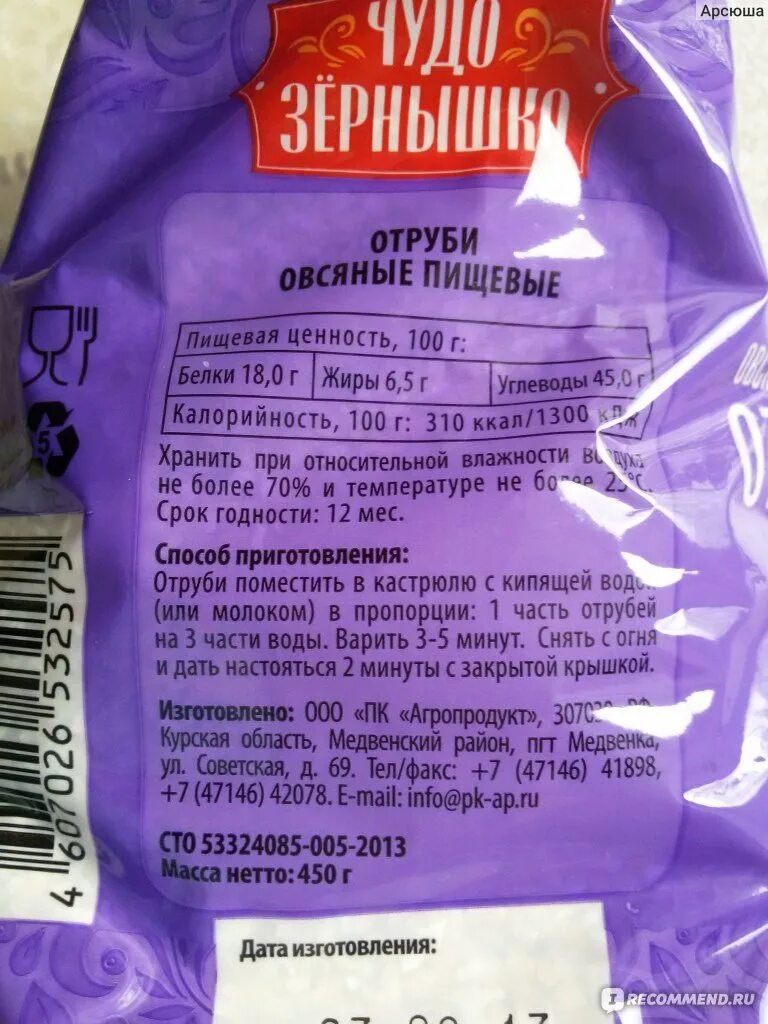 Арсюша
ЧУДО
ЗЁРНЫШКО
ОТРУБИ
ОВСЯНЫЕ ПИЩЕВЫЕ
Пищевая ценность, 100 г:
Белки 18,0 г Жиры 6,5 г Углеводы 45,0 г
Калорийность, 100 г: 310 ккал/1300 кДж
Хранить при относительной влажности воздуха
не более 70% и температуре не более 25°С.
Срок годности: 12 мес.
Способ приготовления:
Отруби поместить в кастрюлю с кипящей водой
(или молоком) в пропорции: 1 часть отрубей
на 3 части воды. Варить 3-5 минут. Снять с огня
и дать настояться 2 минуты с закрытой крышкой.
Изготовлено: ООО «ПК «Агропродукт», РФ,
Курская область, Медвенский район, пгт Медвенка,
ул. Советская, д. 69. Тел/факс: +7 (47146) 41898,
+7 (47146) 42078. E-mail: info@pk-ap.ru
СТО 53324085-005-2013
Масса нетто: 450 г
Дата изготовления:
5
4 607026 532575
IRECOMMEND.RU